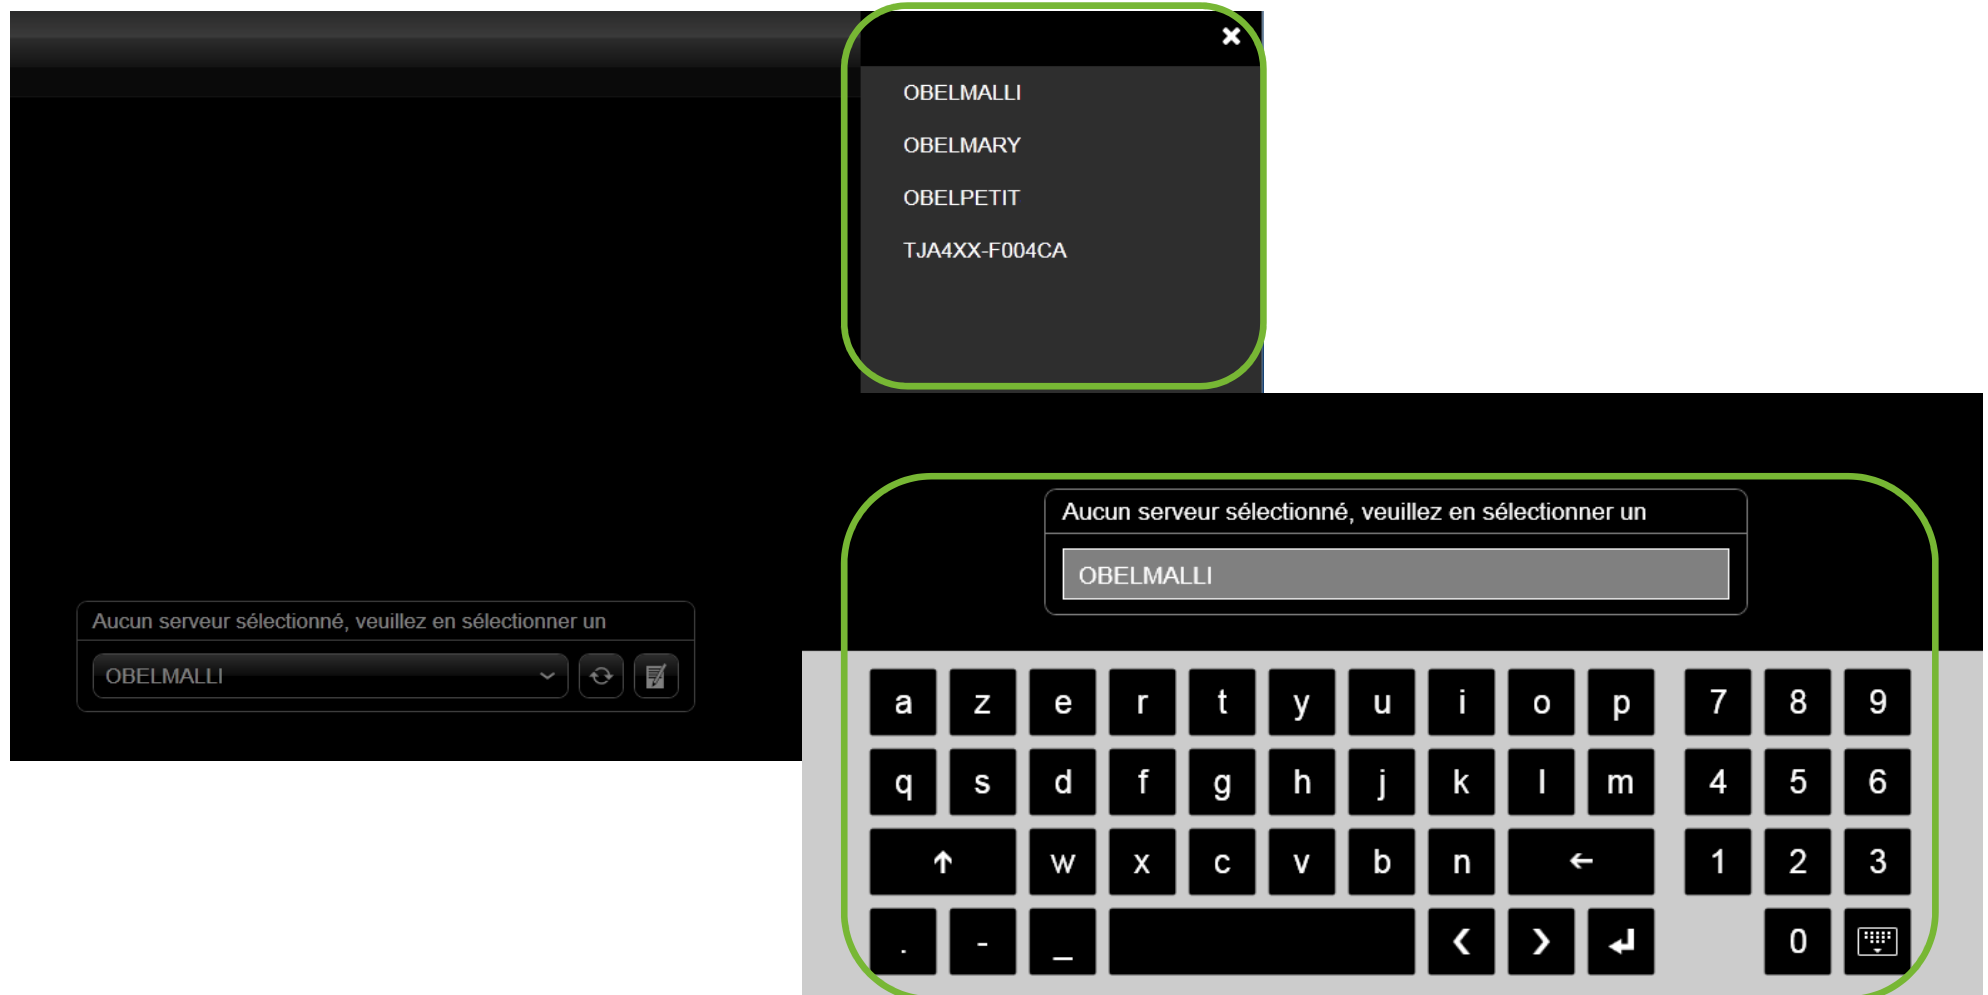 OBELMALLI
OBELMARY
OBELPETIT
TJA4XX-F004CA
Aucun serveur sélectionné, veuillez en sélectionner un
OBELMALLI
Aucun serveur sélectionné, veuillez en sélectionner un
OBELMALLI
a z e r t y u i o p 7 8 9
q s d f g h j k l m 4 5 6
w x c v b n 1 2 3
. - _ 0